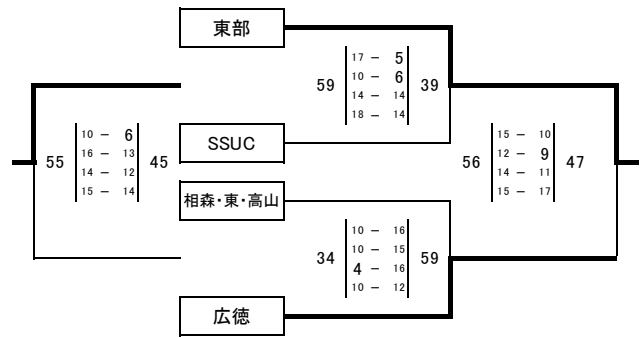 東部
59 17 － 5 39
10 － 6
14 － 14
18 － 14
SSUC
55 10 － 6 45
16 － 13
14 － 12
15 － 14
56 15 － 10 47
12 － 9
14 － 11
15 － 17
相森・東・高山
34 10 － 16 59
10 － 15
4 － 16
10 － 12
広徳